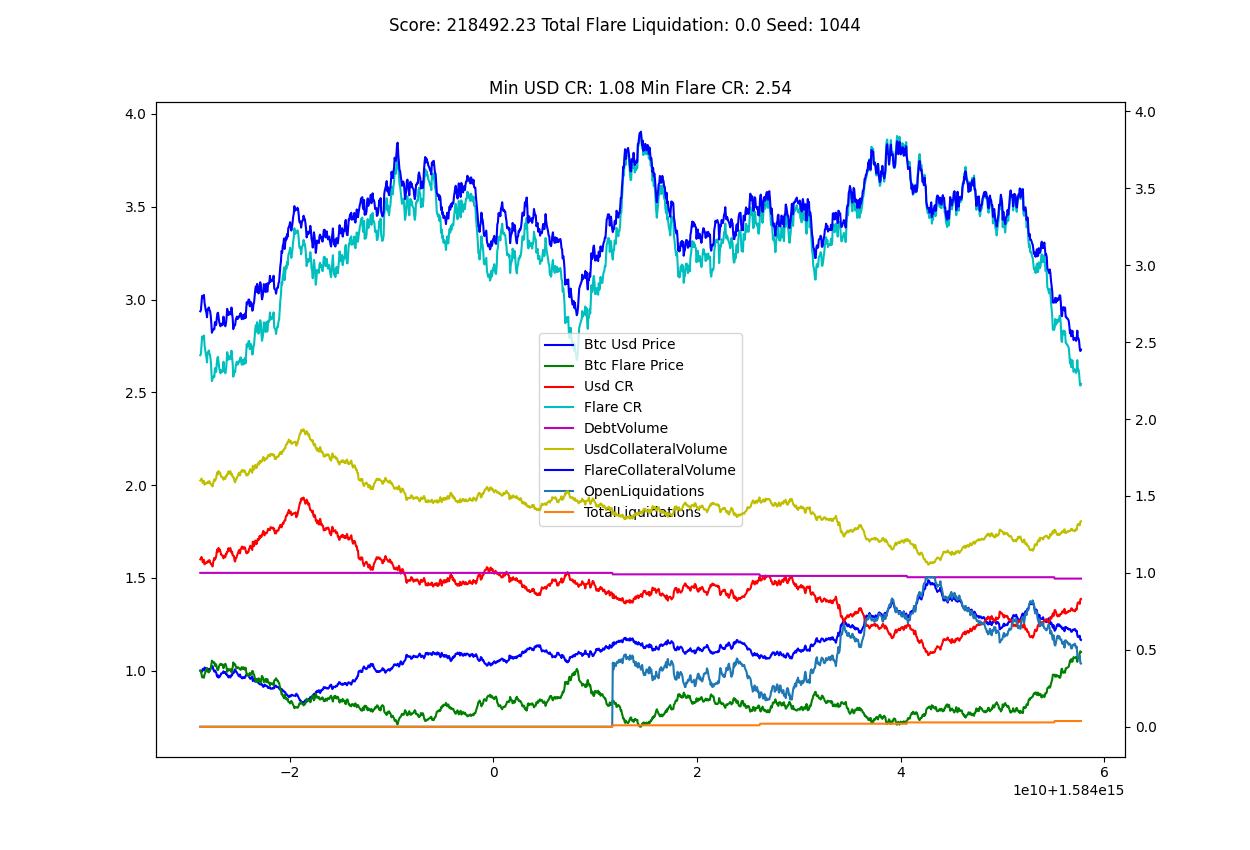 Score: 218492.23 Total Flare Liquidation: 0.0 Seed: 1044
Min USD CR: 1.08 Min Flare CR: 2.54
4.0
3.5
3.0
2.5
2.0
1.5
1.0
4.0
3.5
3.0
2.5
2.0
1.5
1.0
0.5
0.0
Btc Usd Price
Btc Flare Price
Usd CR
Flare CR
DebtVolume
UsdCollateralVolume
FlareCollateralVolume
OpenLiquidations
TotalLiquidations
−2 0 2 4 6
1e10+1.584e15